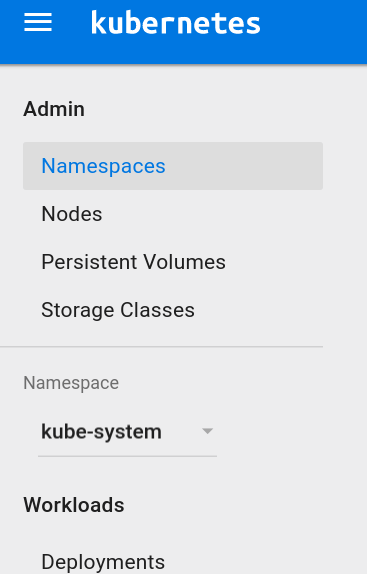 kubernetes
Admin
Namespaces
Nodes
Persistent Volumes
Storage Classes
Namespace
kube-system
Workloads
Deployments